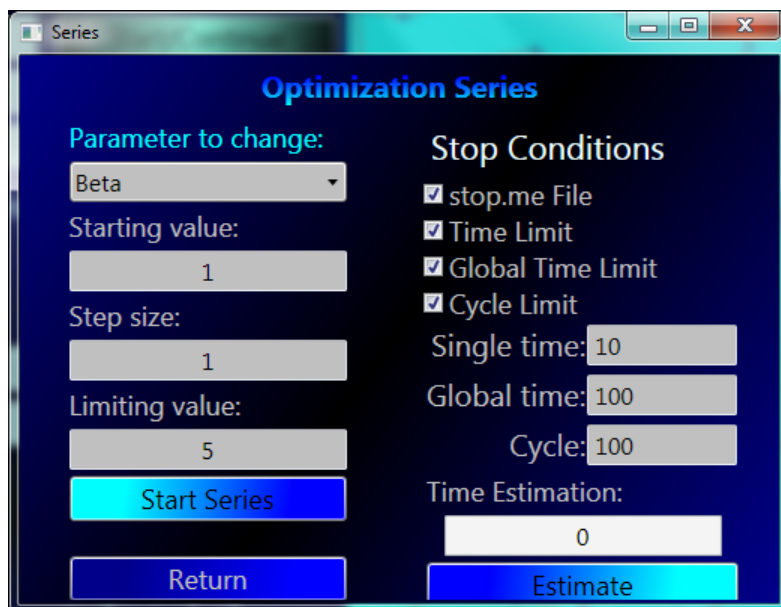 Series
Optimization Series
Parameter to change:
Beta
Starting value:
1
Step size:
1
Limiting value:
5
Start Series
Return
Stop Conditions
stop.me File
Time Limit
Global Time Limit
Cycle Limit
Single time: 10
Global time: 100
Cycle: 100
Time Estimation:
0
Estimate